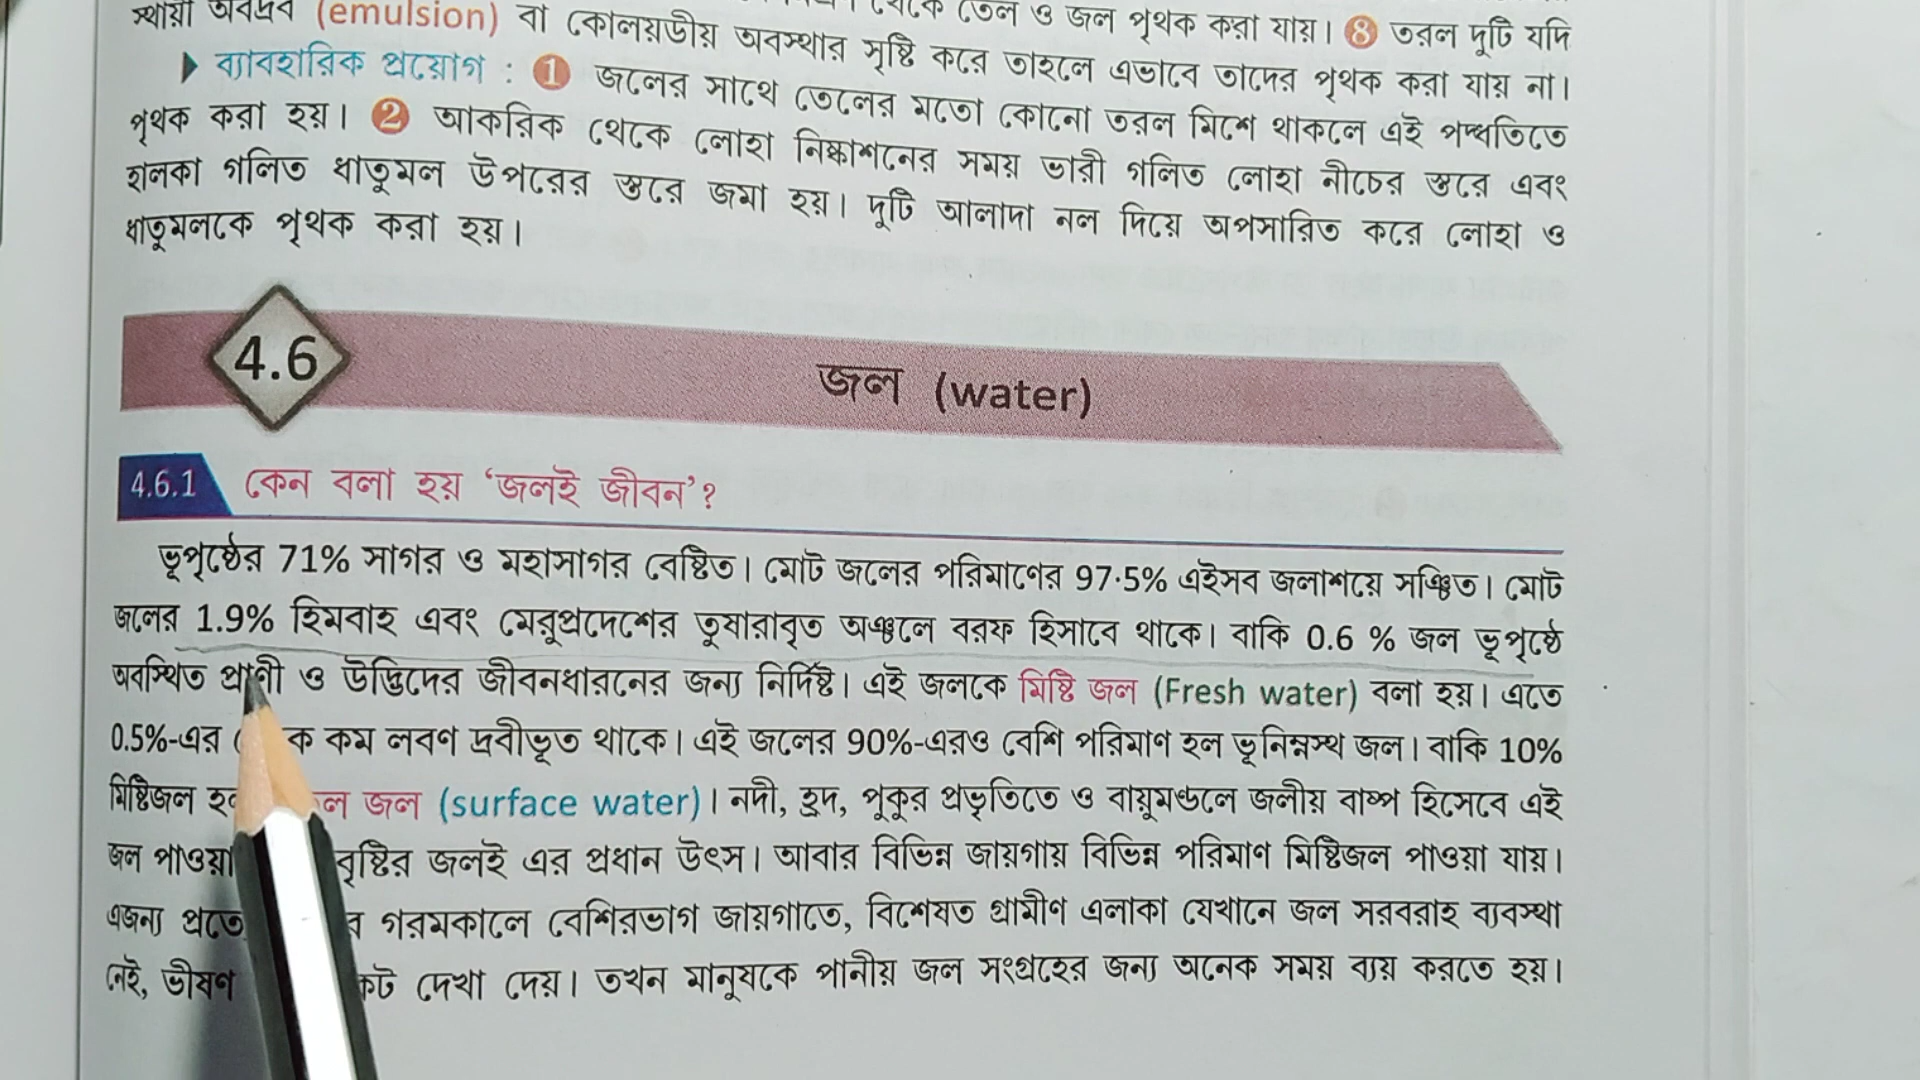 স্থায়ী অবদ্রব (emulsion) বা কোলয়ডীয় অবস্থার সৃষ্টি করে তাহলে এভাবে তাদের পৃথক করা যায় না।
থেকে তেল ও জল পৃথক করা যায়। 8 তরল দুটি যদি
▶ ব্যাবহারিক প্রয়োগ : 1 জলের সাথে তেলের মতো কোনো তরল মিশে থাকলে এই পদ্ধতিতে
পৃথক করা হয়। 2 আকরিক থেকে লোহা নিষ্কাশনের সময় ভারী গলিত লোহা নীচের স্তরে এবং
হালকা গলিত ধাতুমল উপরের স্তরে জমা হয়। দুটি আলাদা নল দিয়ে অপসারিত করে লোহা ও
ধাতুমলকে পৃথক করা হয়।
4.6 জল (water)
4.6.1 কেন বলা হয় ‘জলই জীবন’?
ভূপৃষ্ঠের 71% সাগর ও মহাসাগর বেষ্টিত। মোট জলের পরিমাণের 97·5% এইসব জলাশয়ে সঞ্চিত। মোট
জলের 1.9% হিমবাহ এবং মেরুপ্রদেশের তুষারাবৃত অঞ্চলে বরফ হিসাবে থাকে। বাকি 0.6 % জল ভূপৃষ্ঠে
অবস্থিত প্রাণী ও উদ্ভিদের জীবনধারনের জন্য নির্দিষ্ট। এই জলকে মিষ্টি জল (Fresh water) বলা হয়। এতে
0.5%-এর কম লবণ দ্রবীভূত থাকে। এই জলের 90%-এরও বেশি পরিমাণ হল ভূনিম্নস্থ জল। বাকি 10%
মিষ্টিজল জল (surface water)। নদী, হ্রদ, পুকুর প্রভৃতিতে ও বায়ুমণ্ডলে জলীয় বাষ্প হিসেবে এই
জল বৃষ্টির জলই এর প্রধান উৎস। আবার বিভিন্ন জায়গায় বিভিন্ন পরিমাণ মিষ্টিজল পাওয়া যায়।
এজন্য গরমকালে বেশিরভাগ জায়গাতে, বিশেষত গ্রামীণ এলাকা যেখানে জল সরবরাহ ব্যবস্থা
নেই, ভীষণ দেখা দেয়। তখন মানুষকে পানীয় জল সংগ্রহের জন্য অনেক সময় ব্যয় করতে হয়।